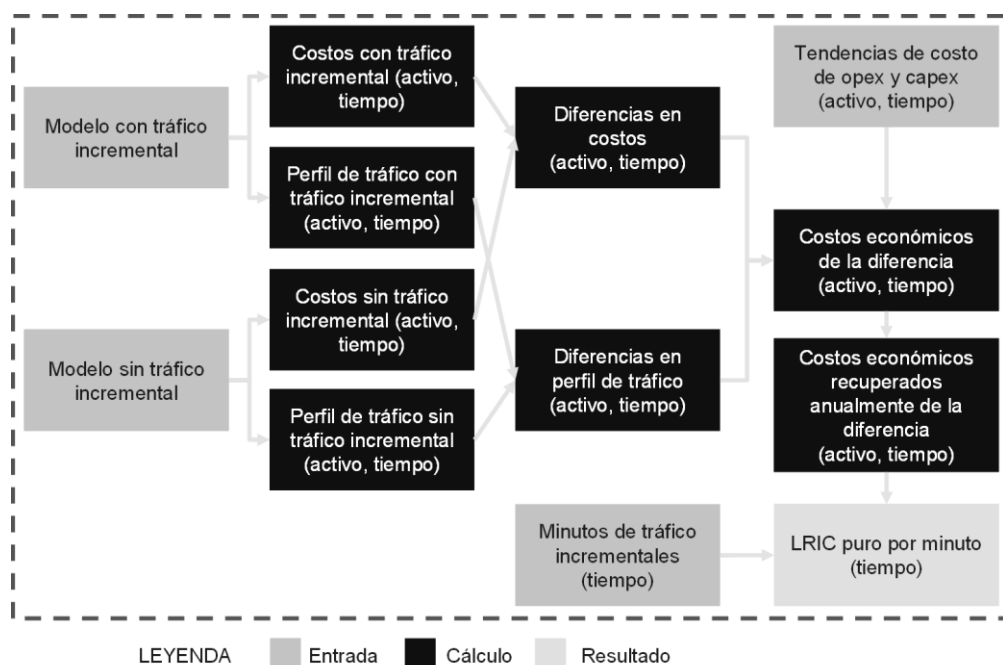 Modelo con tráfico
incremental
Modelo sin tráfico
incremental
Costos con tráfico
incremental (activo,
tiempo)
Perfil de tráfico con
tráfico incremental
(activo, tiempo)
Costos sin tráfico
incremental (activo,
tiempo)
Perfil de tráfico sin
tráfico incremental
(activo, tiempo)
Diferencias en
costos
(activo, tiempo)
Diferencias en
perfil de tráfico
(activo, tiempo)
Minutos de tráfico
incrementales
(tiempo)
Tendencias de costo
de opex y capex
(activo, tiempo)
Costos económicos
de la diferencia
(activo, tiempo)
Costos económicos
recuperados
anualmente de la
diferencia
(activo, tiempo)
LRIC puro por minuto
(tiempo)
LEYENDA
Entrada
Cálculo
Resultado